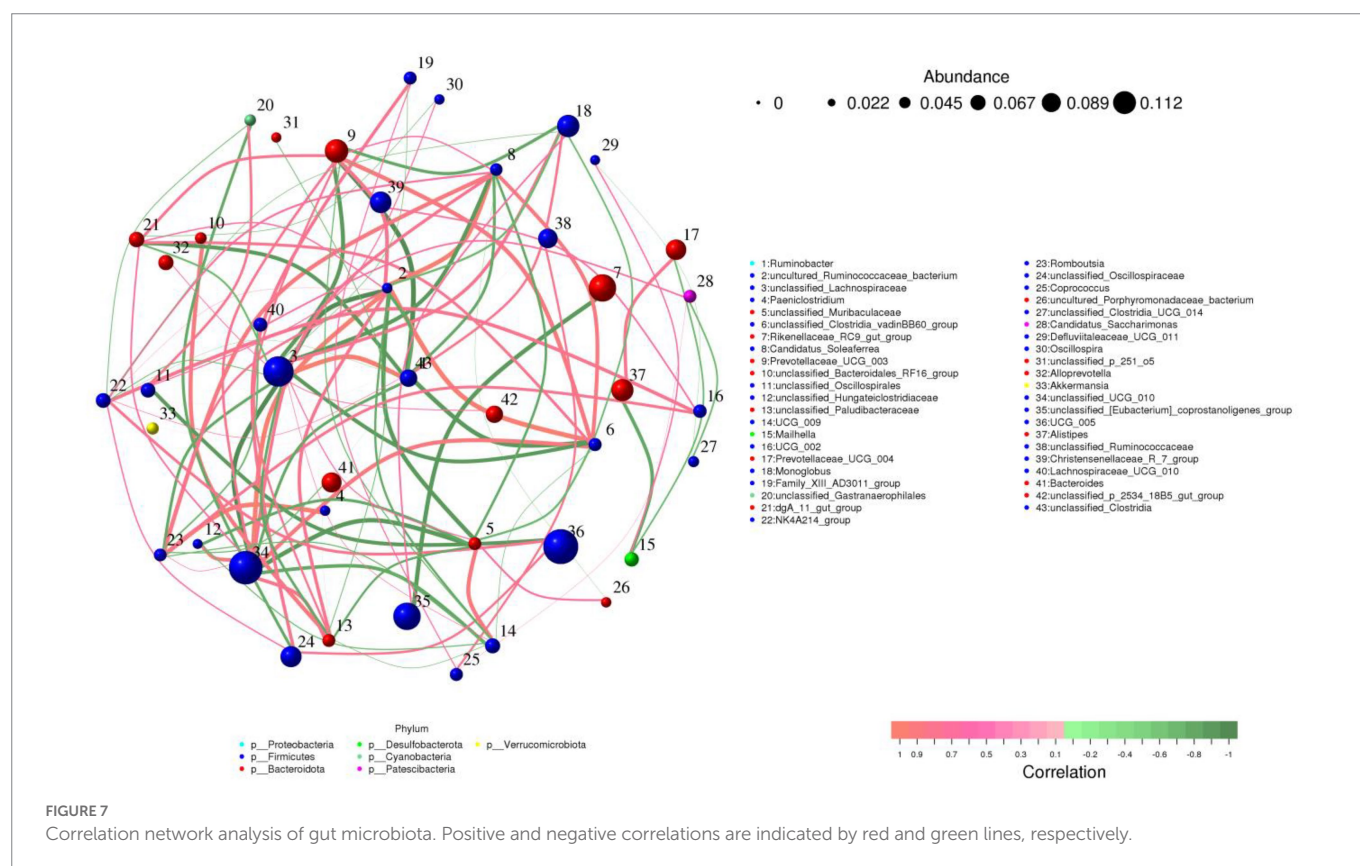 19
30
20
18
31
9
29
8
39
10
38
21
17
32
7
2
28
40
3
43
37
11
22
16
42
33
6
27
41
4
12
5
36
23
34
15
26
35
13
14
24
25
Abundance
0 0.022 0.045 0.067 0.089 0.112
1:Ruminobacter
2:uncultured_Ruminococcaceae_bacterium
3:unclassified_Lachnospiraceae
4:Paeniclostridium
5:unclassified_Muribaculaceae
6:unclassified_Clostridia_vadinBB60_group
7:Rikenellaceae_RC9_gut_group
8:Candidatus_Soleaferrea
9:Prevotellaceae_UCG_003
10:unclassified_Bacteroidales_RF16_group
11:unclassified_Oscillospirales
12:unclassified_Hungateiclostridiaceae
13:unclassified_Paludibacteraceae
14:UCG_009
15:Mailhella
16:UCG_002
17:Prevotellaceae_UCG_004
18:Monoglobus
19:Family_XIII_AD3011_group
20:unclassified_Gastranaerophilales
21:dgA_11_gut_group
22:NK4A214_group
23:Romboutsia
24:unclassified_Oscillospiraceae
25:Coprococcus
26:uncultured_Porphyromonadaceae_bacterium
27:unclassified_Clostridia_UCG_014
28:Candidatus_Saccharimonas
29:Defluviitaleaceae_UCG_011
30:Oscillospira
31:unclassified_p_251_o5
32:Alloprevotella
33:Akkermansia
34:unclassified_UCG_010
35:unclassified_[Eubacterium]_coprostanoligenes_group
36:UCG_005
37:Alistipes
38:unclassified_Ruminococcaceae
39:Christensenellaceae_R_7_group
40:Lachnospiraceae_UCG_010
41:Bacteroides
42:unclassified_p_2534_18B5_gut_group
43:unclassified_Clostridia
Phylum
p__Proteobacteria p__Desulfobacterota p__Verrucomicrobiota
p__Firmicutes p__Cyanobacteria
p__Bacteroidota p__Patescibacteria
1 0.9 0.7 0.5 0.3 0.1 -0.2 -0.4 -0.6 -0.8 -1
Correlation
FIGURE 7
Correlation network analysis of gut microbiota. Positive and negative correlations are indicated by red and green lines, respectively.